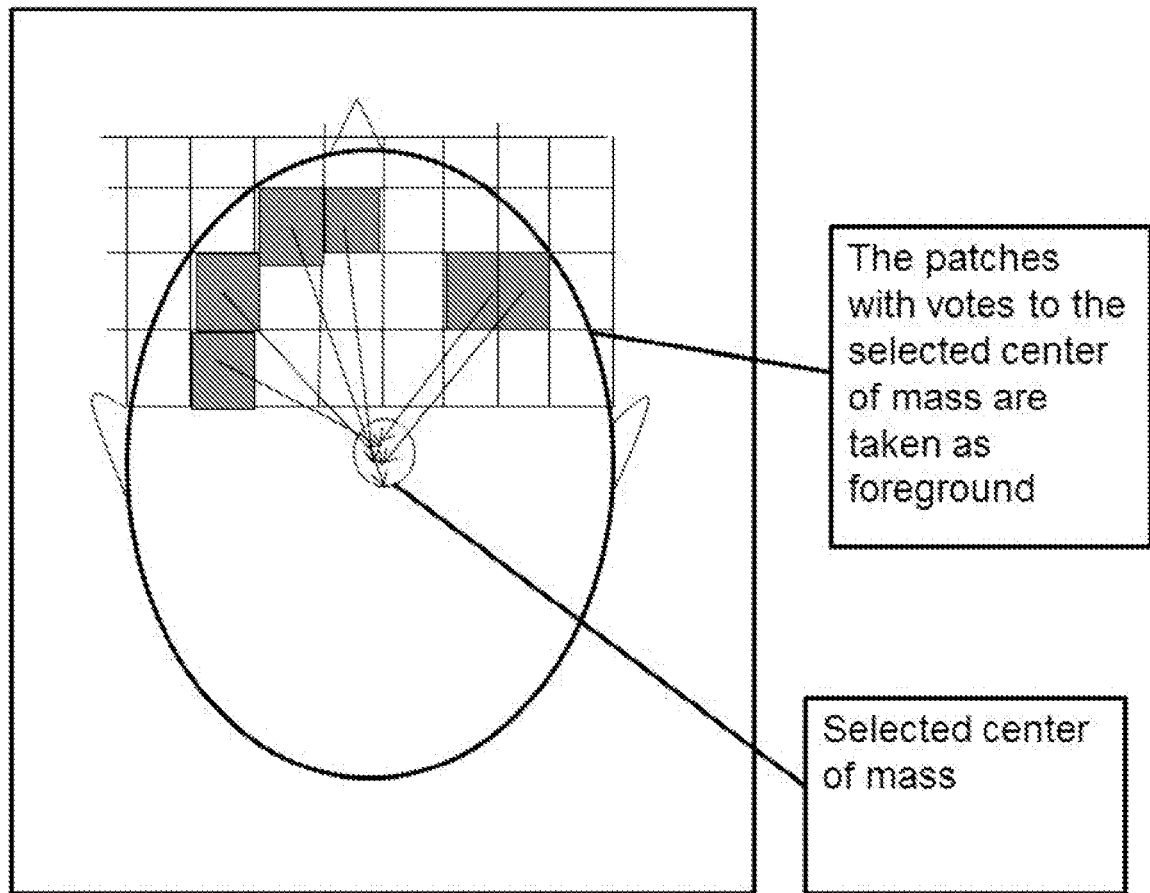 The patches
with votes to the
selected center
of mass are
taken as
foreground
Selected center
of mass